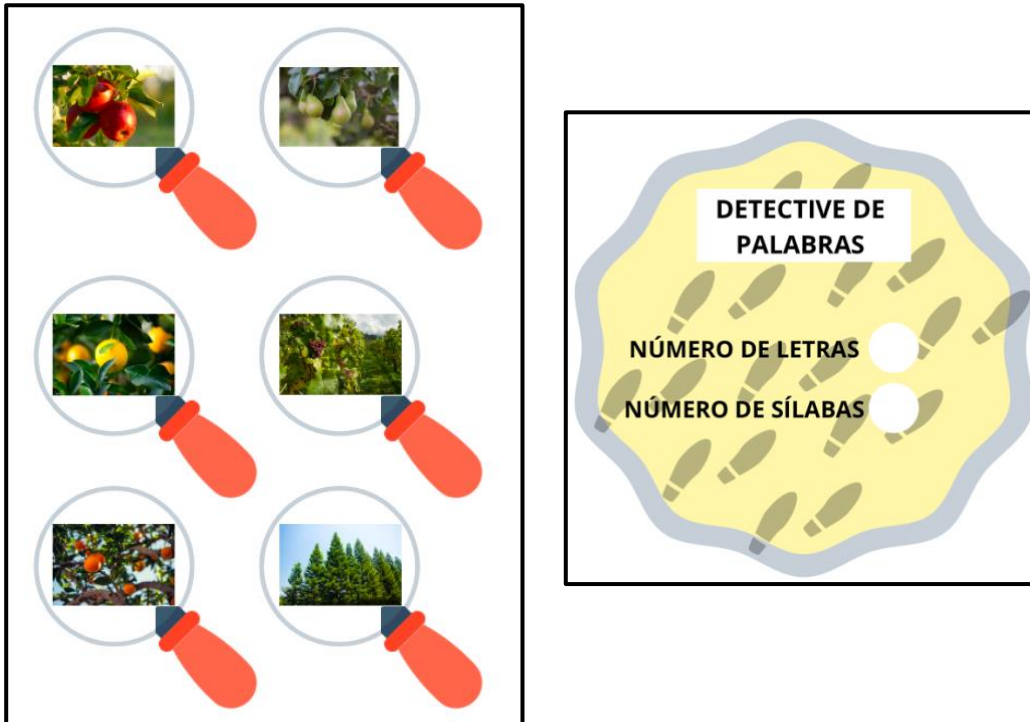 DETECTIVE DE
PALABRAS
NÚMERO DE LETRAS
NÚMERO DE SÍLABAS